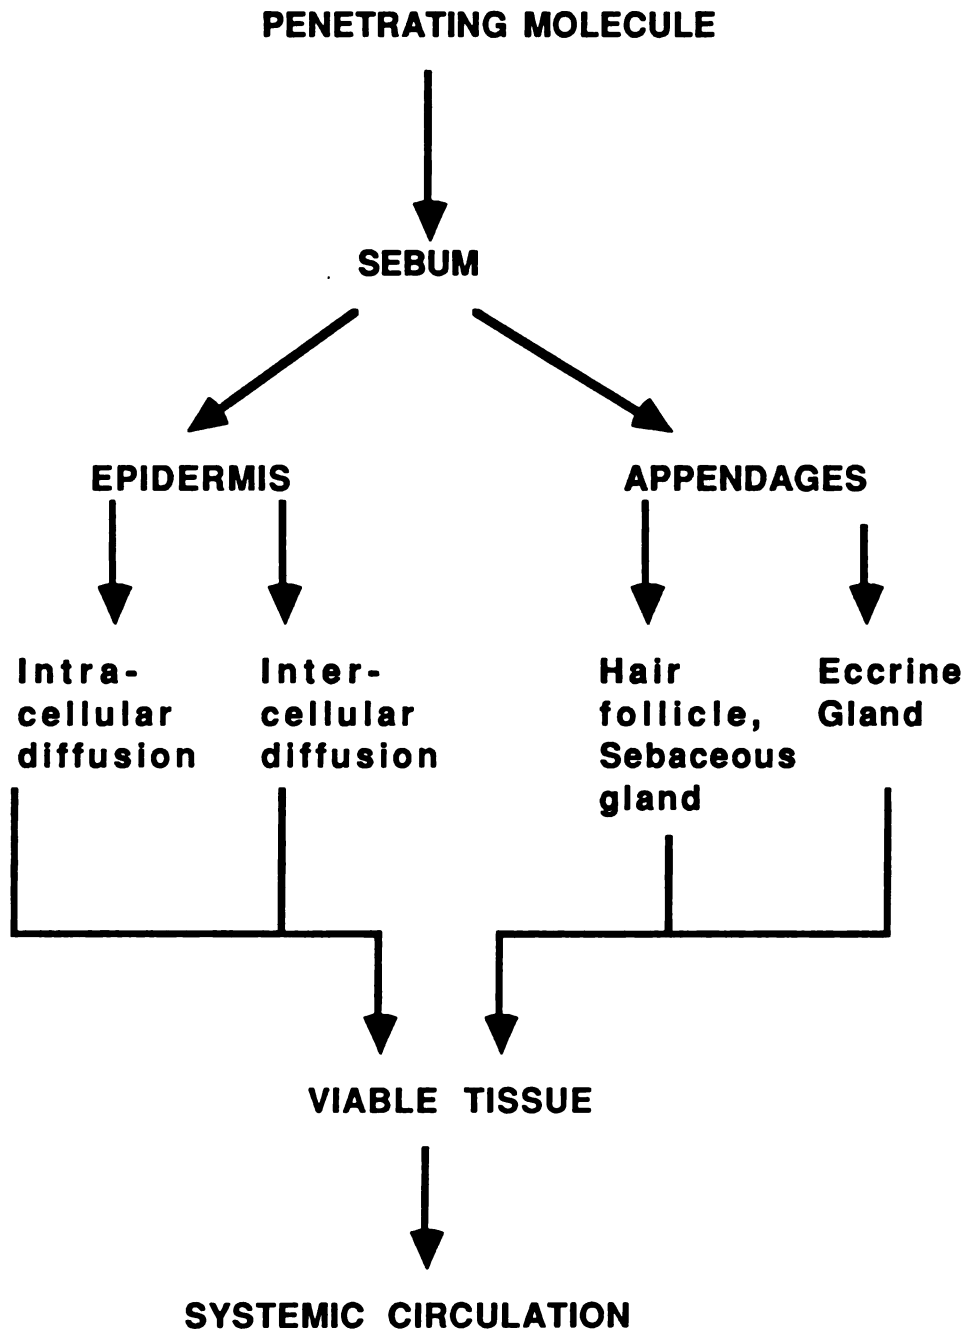 PENETRATING MOLECULE
SEBUM
EPIDERMIS
APPENDAGES
Intra-
cellular
diffusion
Inter-
cellular
diffusion
Hair
follicle,
Sebaceous
gland
Eccrine
Gland
VIABLE TISSUE
SYSTEMIC CIRCULATION